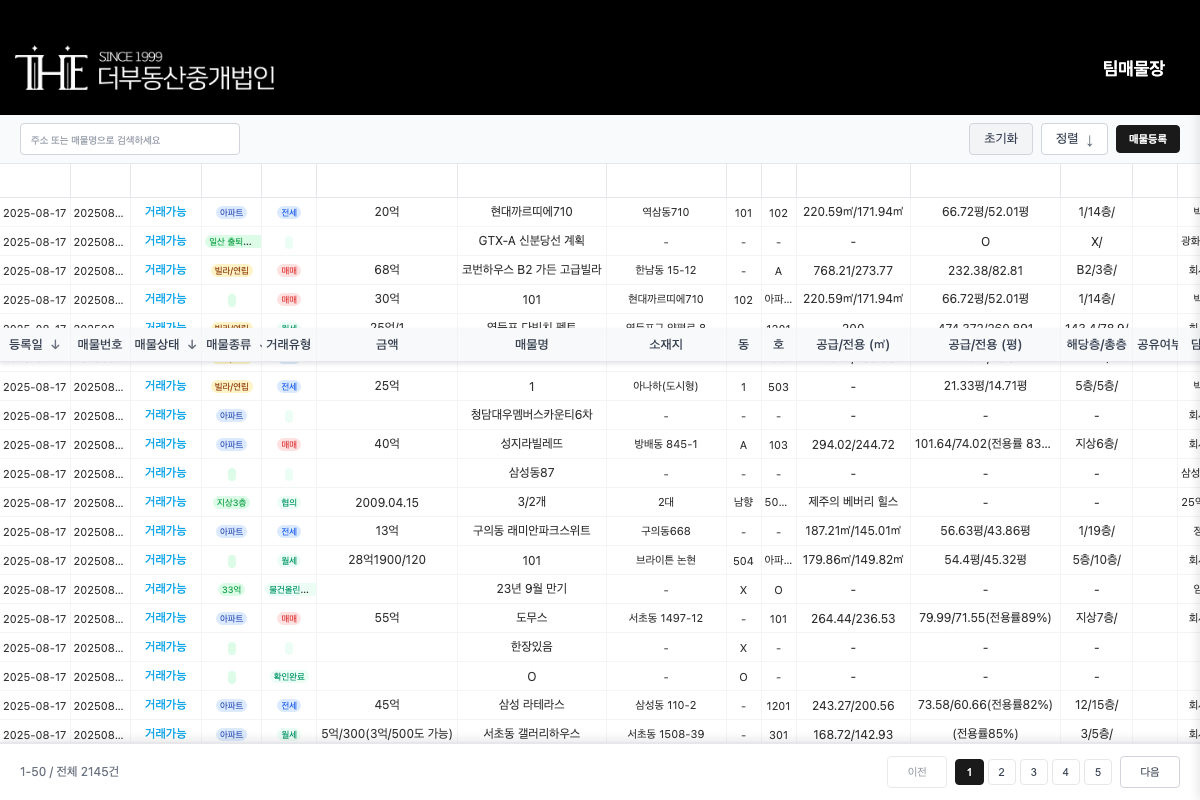 THE SINCE 1999 더부동산중개법인
팀매물장
주소 또는 매물명으로 검색하세요 초기화 정렬 ↓ 매물등록
2025-08-17 202508... 거래가능 아파트 전세 20억 현대까르띠에710 역삼동710 101 102 220.59㎡/171.94㎡ 66.72평/52.01평 1/14층/
2025-08-17 202508... 거래가능 일산 출퇴... GTX-A 신분당선 계획 - - - - O X/ 광화
2025-08-17 202508... 거래가능 빌라/연립 매매 68억 코번하우스 B2 가든 고급빌라 한남동 15-12 - A 768.21/273.77 232.38/82.81 B2/3층/
2025-08-17 202508... 거래가능 매매 30억 101 현대까르띠에710 102 아파... 220.59㎡/171.94㎡ 66.72평/52.01평 1/14층/
등록일 ↓ 매물번호 매물상태 ↓ 매물종류 거래유형 금액 매물명 소재지 동 호 공급/전용 (㎡) 공급/전용 (평) 해당층/총층 공유여부
2025-08-17 202508... 거래가능 빌라/연립 전세 25억 1 아나하(도시형) 1 503 - 21.33평/14.71평 5층/5층/
2025-08-17 202508... 거래가능 아파트 청담대우멤버스카운티6차 - - - - - -
2025-08-17 202508... 거래가능 아파트 매매 40억 성지라빌레뜨 방배동 845-1 A 103 294.02/244.72 101.64/74.02(전용률 83... 지상6층/
2025-08-17 202508... 거래가능 삼성동87 - - - - - - 삼성
2025-08-17 202508... 거래가능 지상3층 협의 2009.04.15 3/2개 2대 남향 50... 제주의 베버리 힐스 - -
2025-08-17 202508... 거래가능 아파트 전세 13억 구의동 래미안파크스위트 구의동668 - - 187.21㎡/145.01㎡ 56.63평/43.86평 1/19층/
2025-08-17 202508... 거래가능 월세 28억1900/120 101 브라이튼 논현 504 아파... 179.86㎡/149.82㎡ 54.4평/45.32평 5층/10층/
2025-08-17 202508... 거래가능 33억 물건올린... 23년 9월 만기 - X O - - -
2025-08-17 202508... 거래가능 아파트 매매 55억 도무스 서초동 1497-12 - 101 264.44/236.53 79.99/71.55(전용률89%) 지상7층/
2025-08-17 202508... 거래가능 한장있음 - X - - - -
2025-08-17 202508... 거래가능 확인완료 O - O - - - -
2025-08-17 202508... 거래가능 아파트 전세 45억 삼성 라테라스 삼성동 110-2 - 1201 243.27/200.56 73.58/60.66(전용률82%) 12/15층/
2025-08-17 202508... 거래가능 아파트 월세 5억/300(3억/500도 가능) 서초동 갤러리하우스 서초동 1508-39 - 301 168.72/142.93 (전용률85%) 3/5층/
1-50 / 전체 2145건 이전 1 2 3 4 5 다음